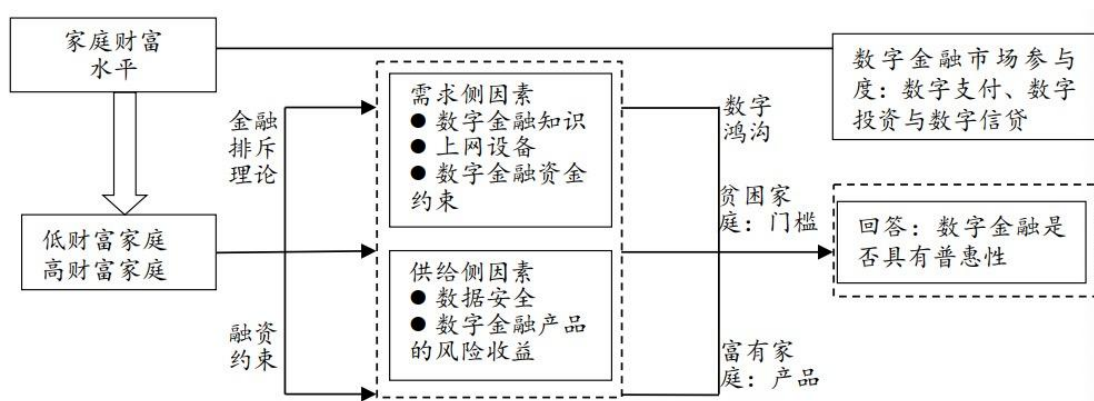 家庭财富
水平
数字金融市场参与
度：数字支付、数字
投资与数字信贷
金融
排斥
理论
需求侧因素
● 数字金融知识
● 上网设备
● 数字金融资金
约束
数字
鸿沟
低财富家庭
高财富家庭
贫困家
庭：门槛
回答：数字金融是
否具有普惠性
融资
约束
供给侧因素
● 数据安全
● 数字金融产品
的风险收益
富有家
庭：产品